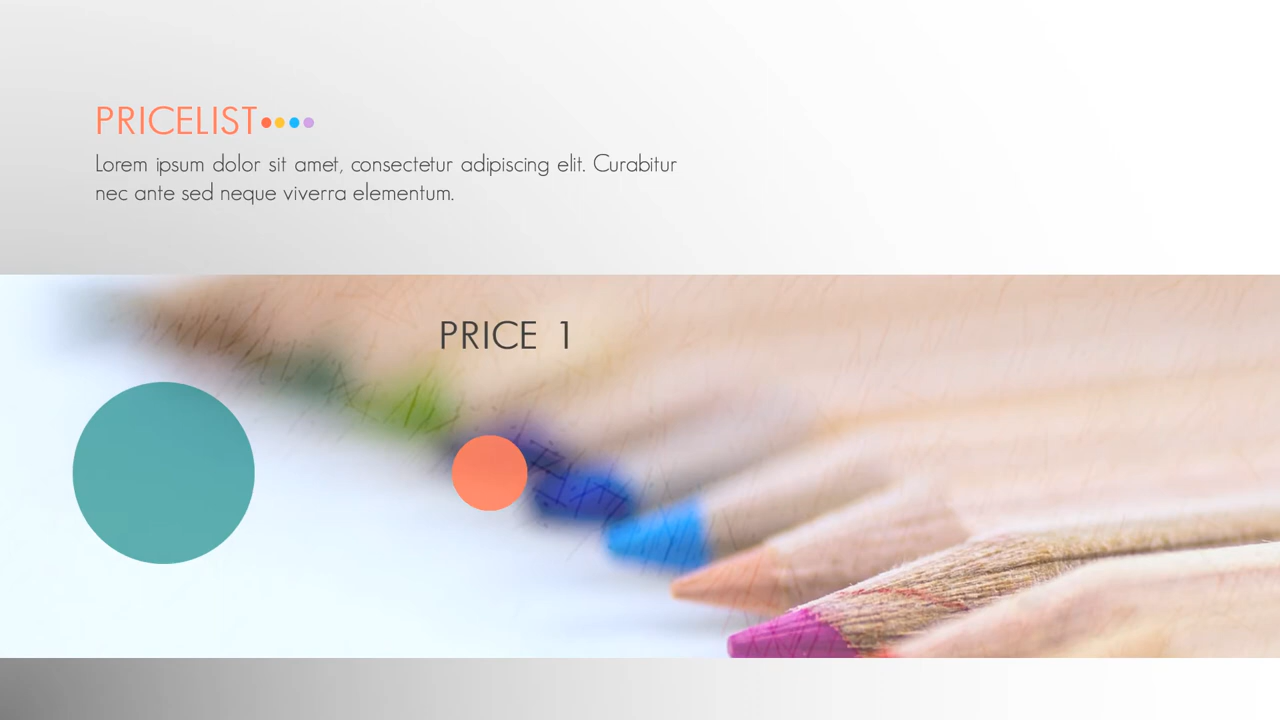 PRICELIST
Lorem ipsum dolor sit amet, consectetur adipiscing elit. Curabitur
nec ante sed neque viverra elementum.
PRICE 1